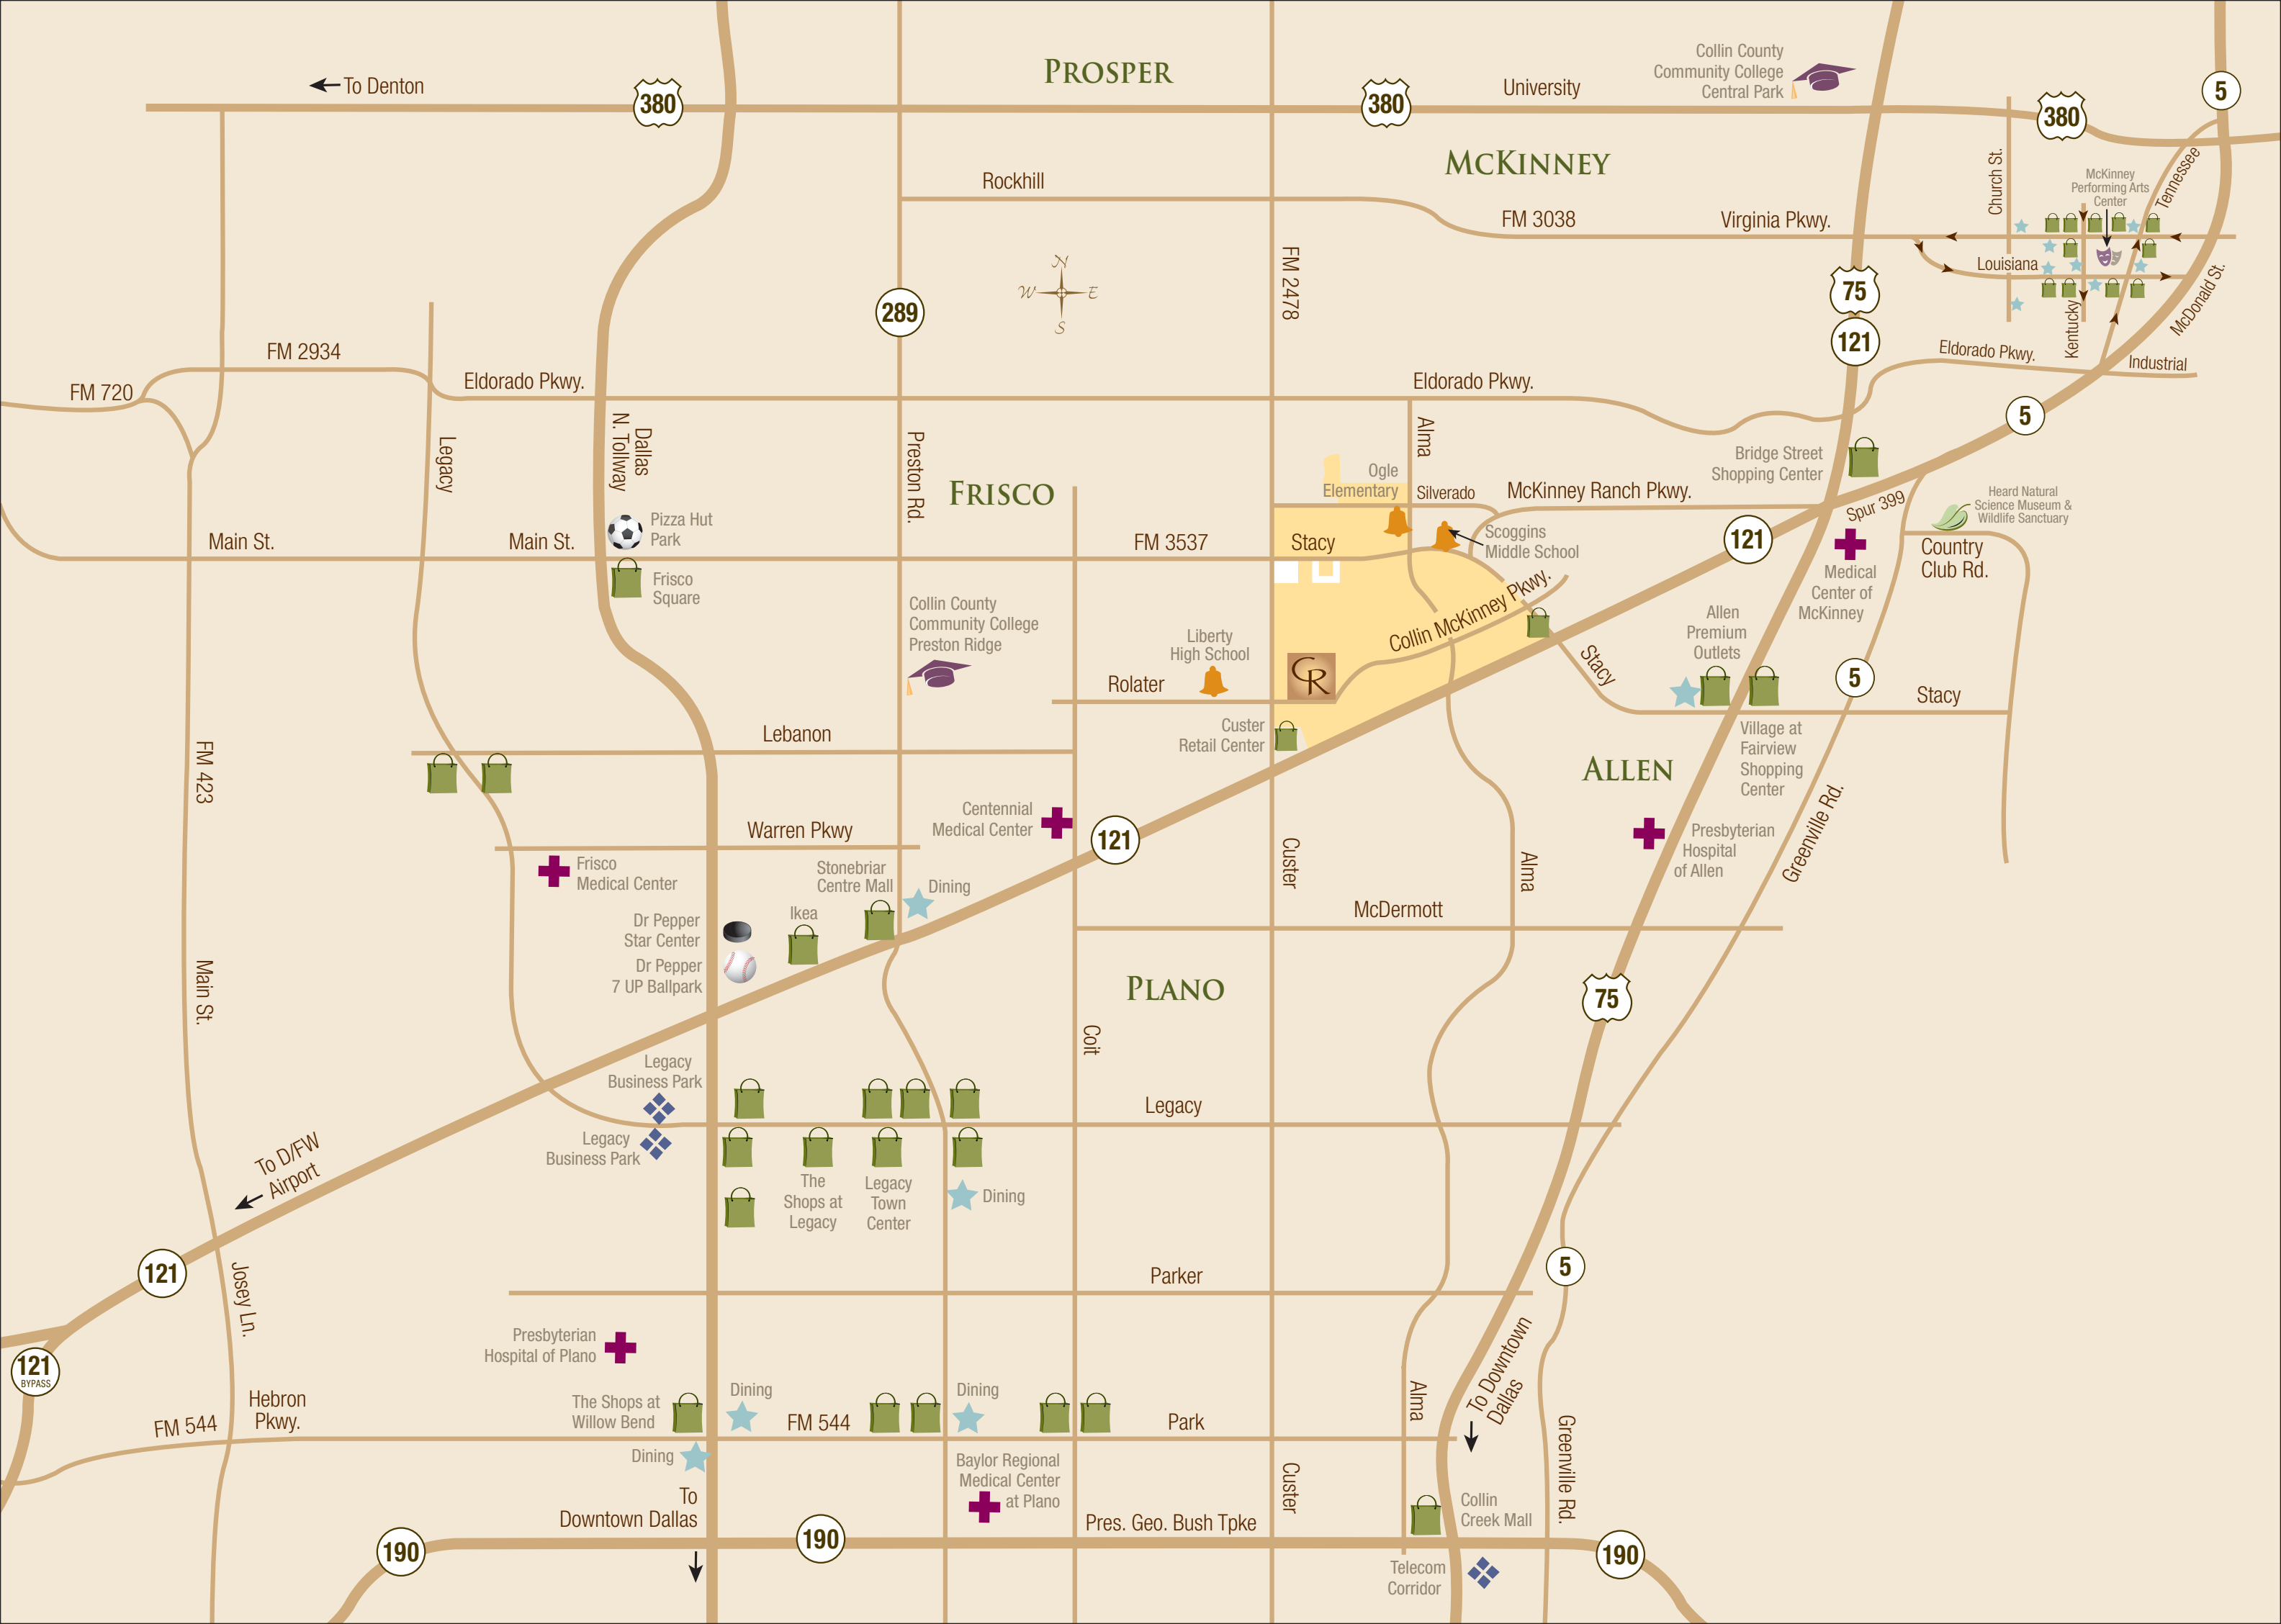 PROSPER
Collin County
Community College
Central Park
To Denton
380
380
University
380
5
MCKINNEY
Church St.
McKinney
Performing Arts
Center
Tennessee
Rockhill
FM 3038
Virginia Pkwy.
Louisiana
Kentucky
McDonald St.
N
W
E
S
FM 2478
289
75
121
FM 2934
FM 720
Eldorado Pkwy.
Eldorado Pkwy.
Eldorado Pkwy.
Industrial
5
Legacy
Dallas
N. Tollway
Preston Rd.
Alma
Bridge Street
Shopping Center
FRISCO
Ogle
Elementary
Silverado
McKinney Ranch Pkwy.
Spur 399
Heard Natural
Science Museum &
Wildlife Sanctuary
Pizza Hut
Park
Main St.
Main St.
FM 3537
Stacy
Scoggins
Middle School
121
Country
Club Rd.
Frisco
Square
Medical
Center of
McKinney
Collin County
Community College
Preston Ridge
Liberty
High School
Collin McKinney Pkwy.
CR
Stacy
Allen
Premium
Outlets
5
Rolater
Stacy
Custer
Retail Center
Village at
Fairview
Shopping
Center
FM 423
Lebanon
ALLEN
Centennial
Medical Center
121
Warren Pkwy
Presbyterian
Hospital
of Allen
Greenville Rd.
Frisco
Medical Center
Stonebriar
Centre Mall
Dining
Custer
Alma
Dr Pepper
Star Center
Ikea
Dr Pepper
7 UP Ballpark
McDermott
Main St.
PLANO
75
Coit
Legacy
Business Park
Legacy
Legacy
Business Park
To D/FW
Airport
The
Shops at
Legacy
Legacy
Town
Center
Dining
121
Josey Ln.
Parker
5
Presbyterian
Hospital of Plano
To Downtown
Dallas
121
BYPASS
Hebron
Pkwy.
FM 544
The Shops at
Willow Bend
Dining
FM 544
Dining
Park
Alma
Greenville Rd.
Dining
Baylor Regional
Medical Center
at Plano
Custer
To
Downtown Dallas
Collin
Creek Mall
190
190
Pres. Geo. Bush Tpke
190
Telecom
Corridor